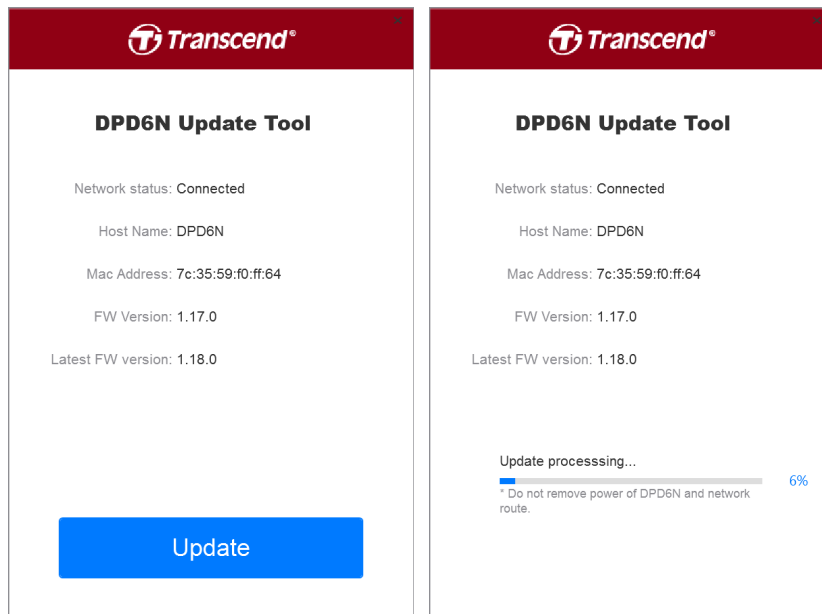 Transcend®
DPD6N Update Tool
Network status: Connected
Host Name: DPD6N
Mac Address: 7c:35:59:f0:ff:64
FW Version: 1.17.0
Latest FW version: 1.18.0
Update
Transcend®
DPD6N Update Tool
Network status: Connected
Host Name: DPD6N
Mac Address: 7c:35:59:f0:ff:64
FW Version: 1.17.0
Latest FW version: 1.18.0
Update processsing...
6%
* Do not remove power of DPD6N and network
route.